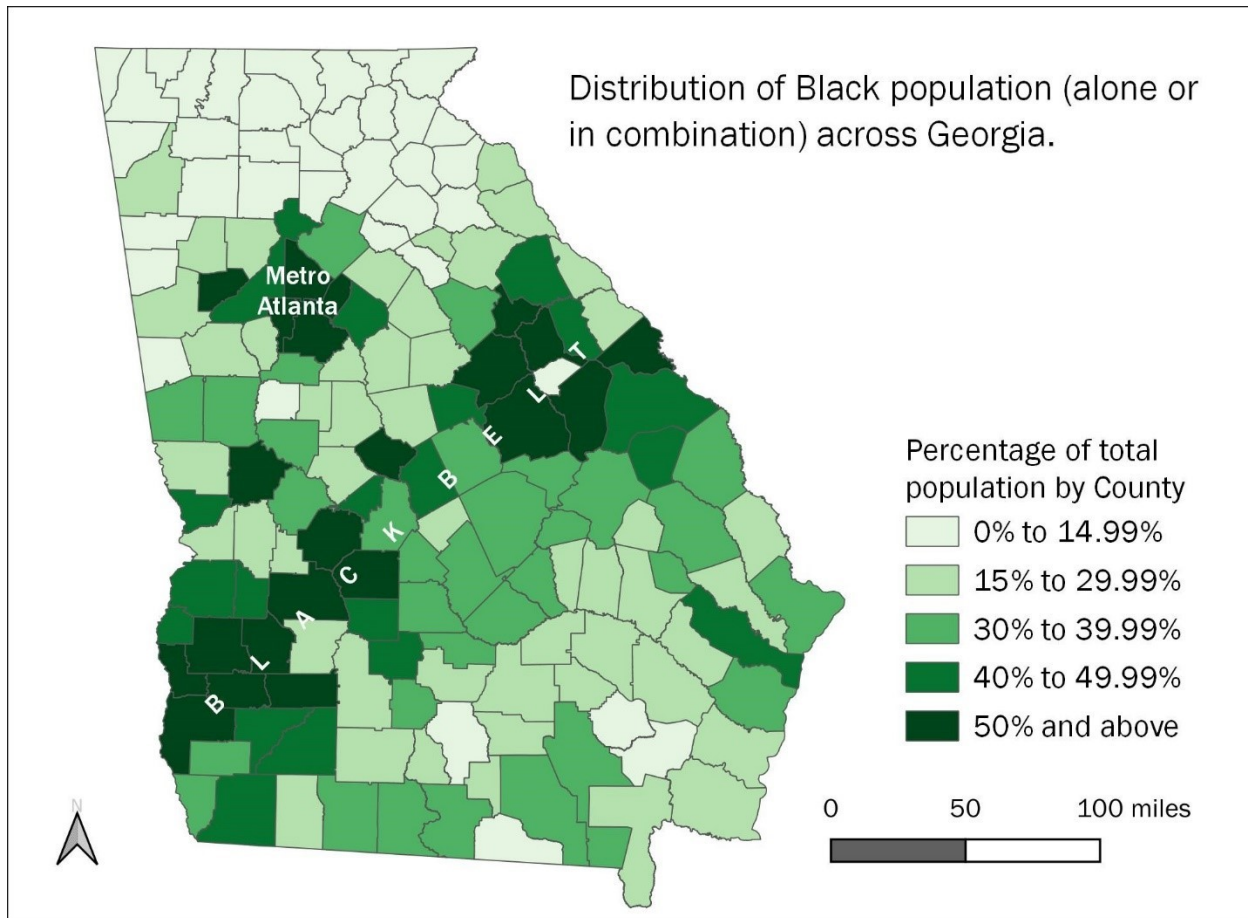 Distribution of Black population (alone or
in combination) across Georgia.
Metro
Atlanta
BLACK BELT
Percentage of total
population by County
0% to 14.99%
15% to 29.99%
30% to 39.99%
40% to 49.99%
50% and above
N
0 50 100 miles